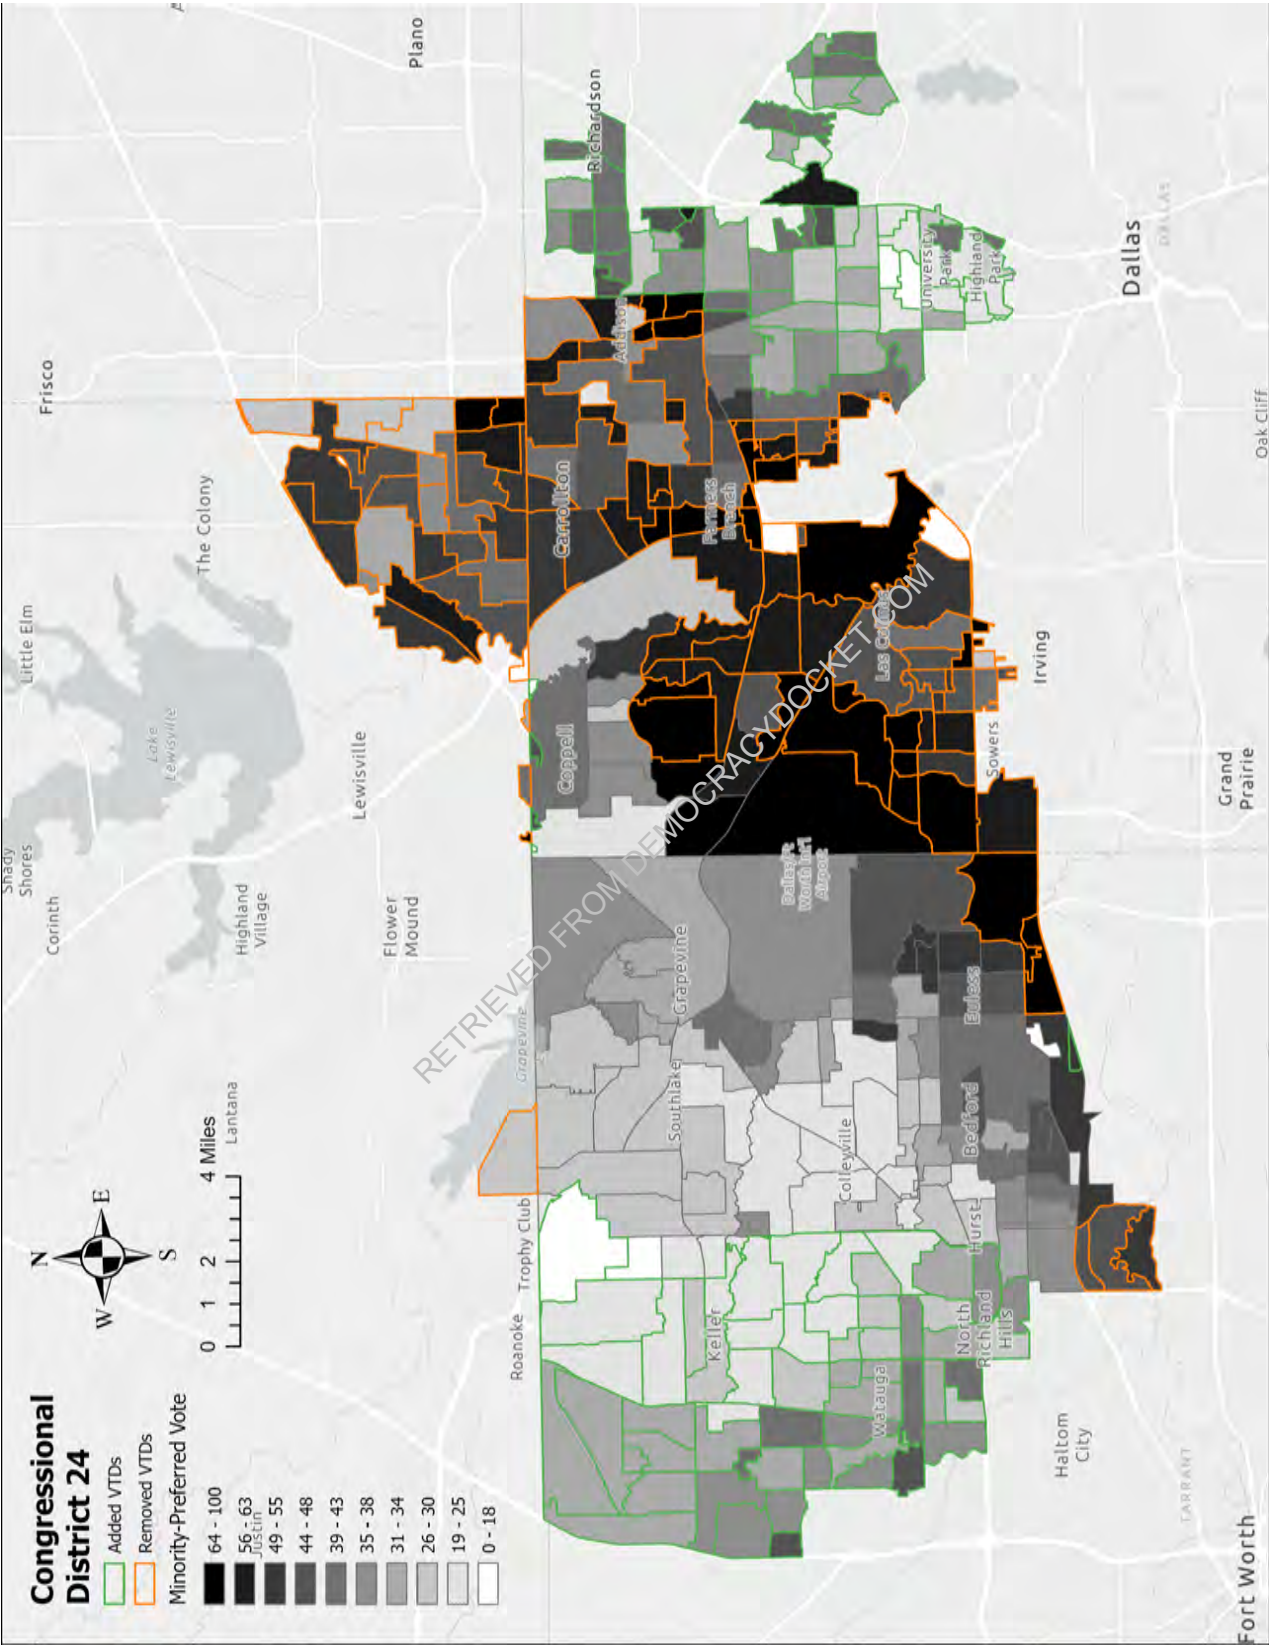 Congressional
District 24
Added VTDs
Removed VTDs
Minority-Preferred Vote
64 - 100
56 - 63
Justin
49 - 55
44 - 48
39 - 43
35 - 38
31 - 34
26 - 30
19 - 25
0 - 18
N
W
E
S
0 1 2 4 Miles
Lantana
Corinth
Shady
Shores
Highland
Village
Flower
Mound
Lewisville
Lake
Lewisville
Little Elm
The Colony
Frisco
Plano
Richardson
Addison
Carrollton
Farmers
Branch
Coppell
Las Colinas
Dallas/Ft
Worth Int'l
Airport
Grapevine
Grapevine
Southlake
Trophy Club
Roanoke
Keller
Colleyville
Watauga
North
Richland
Hills
Hurst
Bedford
Euless
Haltom
City
TARRANT
Fort Worth
Sowers
Irving
Grand
Prairie
University
Park
Highland
Park
Dallas
DALLAS
Oak Cliff
RETRIEVED FROM DEMOCRACYDOCKET.COM